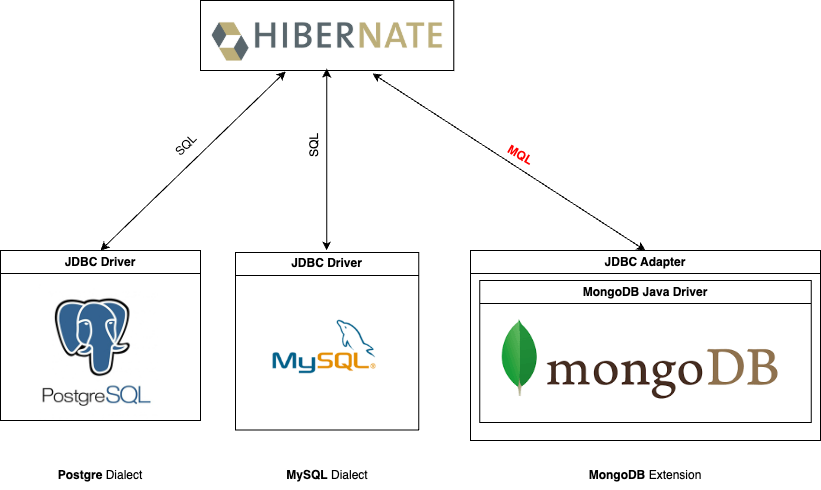 HIBERNATE
SQL
SQL
MQL
JDBC Driver
JDBC Driver
JDBC Adapter
MongoDB Java Driver
PostgreSQL
MySQL®
mongoDB
Postgre Dialect
MySQL Dialect
MongoDB Extension